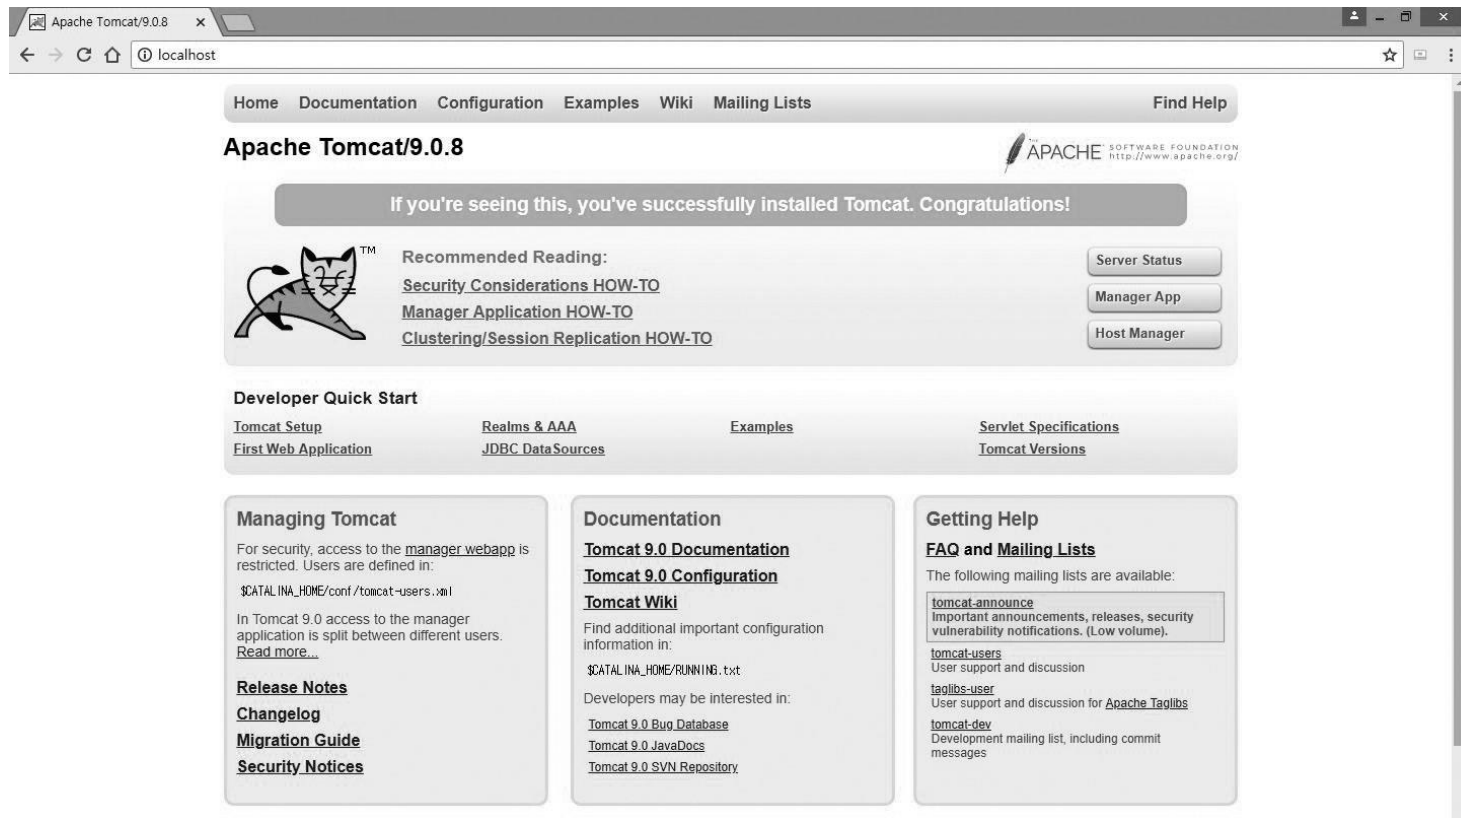 Apache Tomcat/9.0.8
localhost
Home Documentation Configuration Examples Wiki Mailing Lists Find Help
Apache Tomcat/9.0.8
THE APACHE SOFTWARE FOUNDATION
http://www.apache.org/
If you're seeing this, you've successfully installed Tomcat. Congratulations!
TM
Recommended Reading:
Security Considerations HOW-TO
Manager Application HOW-TO
Clustering/Session Replication HOW-TO
Server Status
Manager App
Host Manager
Developer Quick Start
Tomcat Setup
First Web Application
Realms & AAA
JDBC DataSources
Examples
Servlet Specifications
Tomcat Versions
Managing Tomcat
For security, access to the manager webapp is
restricted. Users are defined in:
$CATALINA_HOME/conf/tomcat-users.xml
In Tomcat 9.0 access to the manager
application is split between different users.
Read more...
Release Notes
Changelog
Migration Guide
Security Notices
Documentation
Tomcat 9.0 Documentation
Tomcat 9.0 Configuration
Tomcat Wiki
Find additional important configuration
information in:
$CATALINA_HOME/RUNNING.txt
Developers may be interested in:
Tomcat 9.0 Bug Database
Tomcat 9.0 JavaDocs
Tomcat 9.0 SVN Repository
Getting Help
FAQ and Mailing Lists
The following mailing lists are available:
tomcat-announce
Important announcements, releases, security
vulnerability notifications. (Low volume).
tomcat-users
User support and discussion
taglibs-user
User support and discussion for Apache Taglibs
tomcat-dev
Development mailing list, including commit
messages